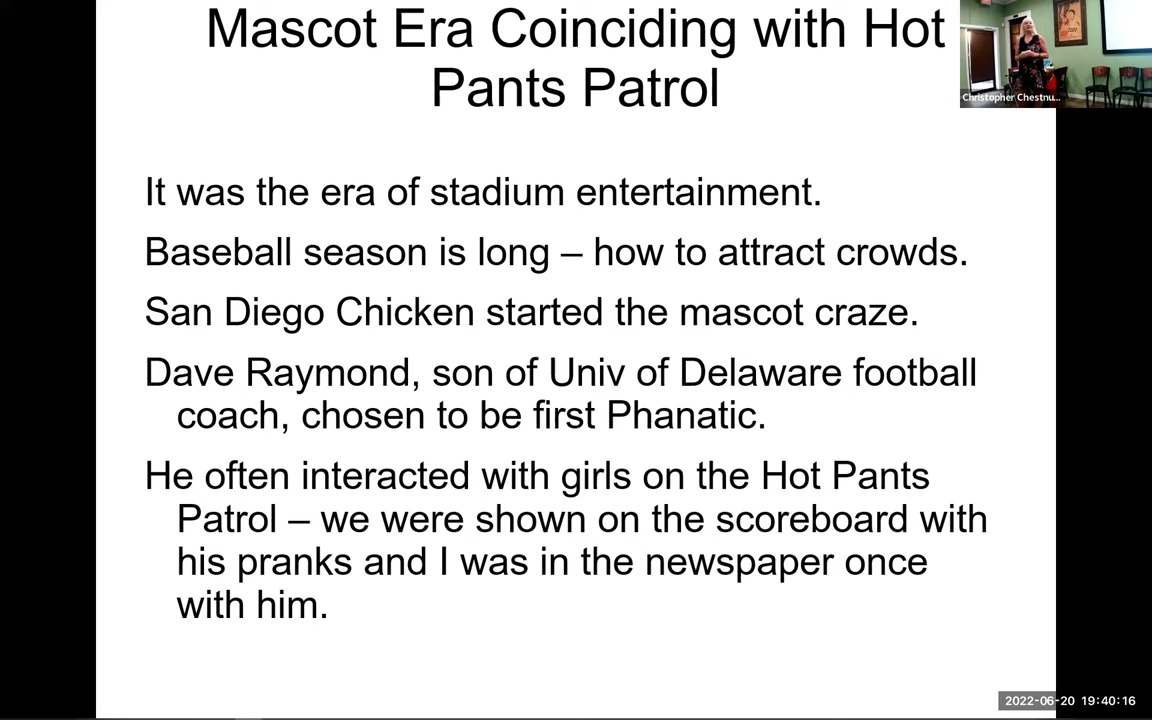 Mascot Era Coinciding with Hot
Pants Patrol
Christopher Chestnu...
It was the era of stadium entertainment.
Baseball season is long – how to attract crowds.
San Diego Chicken started the mascot craze.
Dave Raymond, son of Univ of Delaware football
coach, chosen to be first Phanatic.
He often interacted with girls on the Hot Pants
Patrol – we were shown on the scoreboard with
his pranks and I was in the newspaper once
with him.
2022-06-20 19:40:16